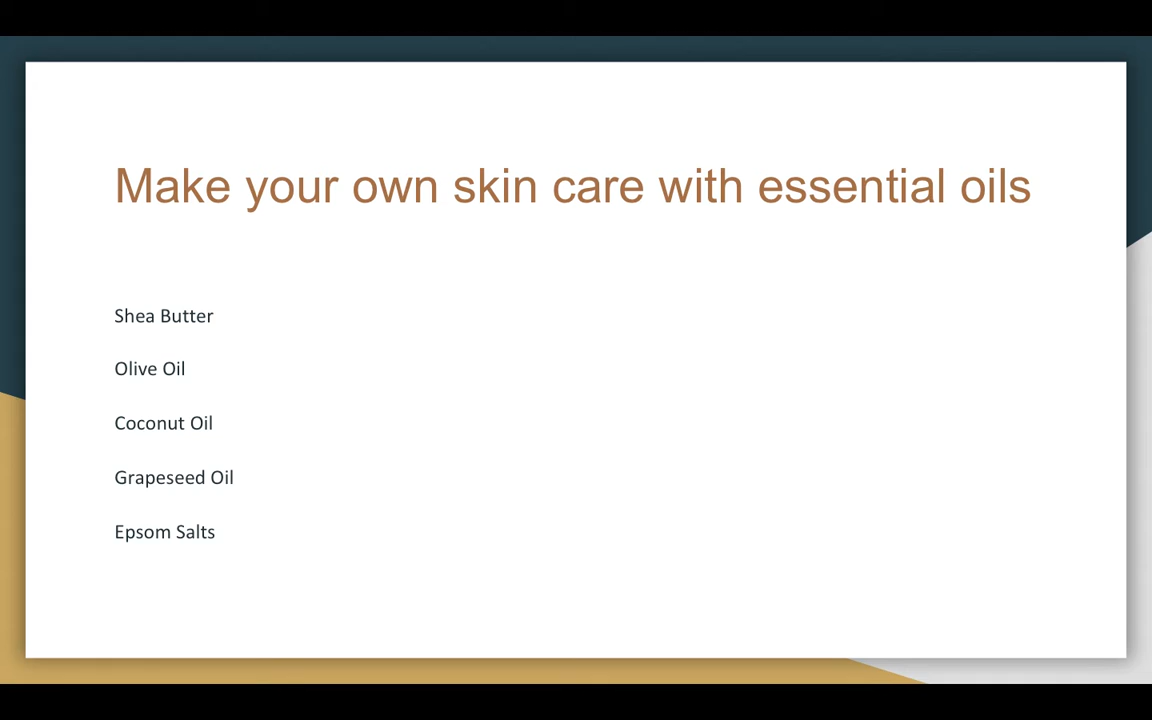 Make your own skin care with essential oils
Shea Butter
Olive Oil
Coconut Oil
Grapeseed Oil
Epsom Salts